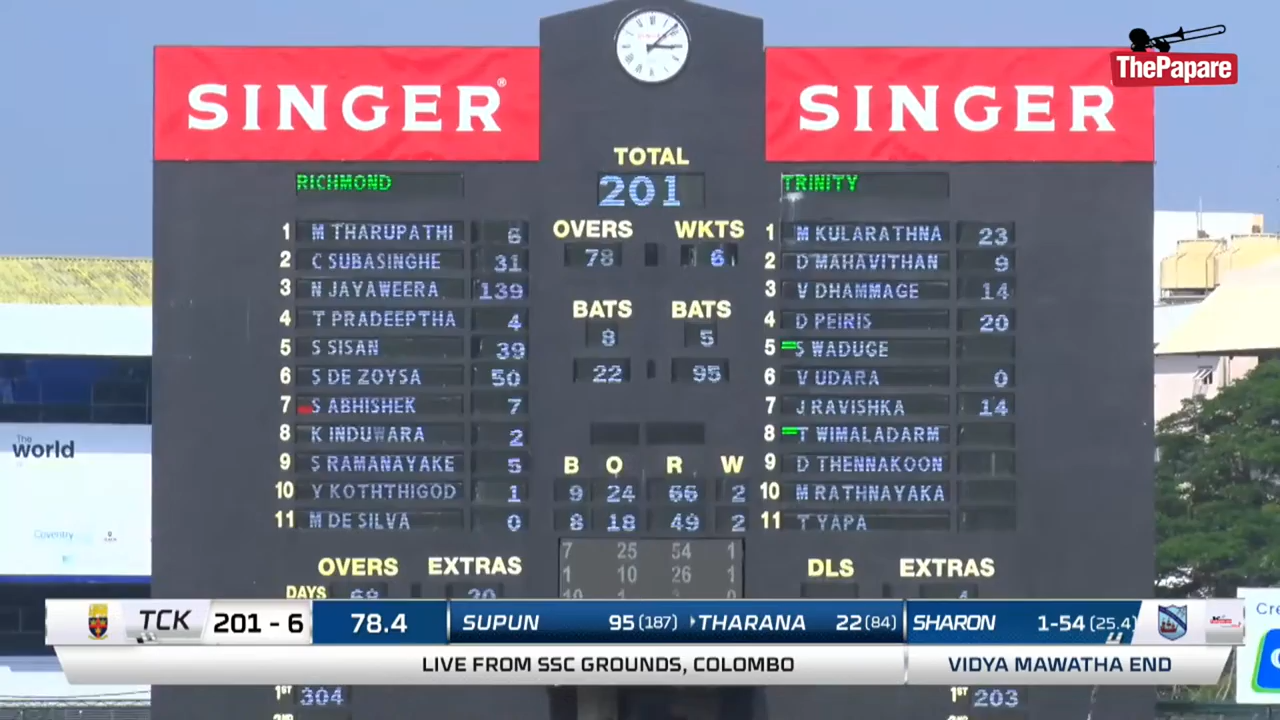 ThePapare
SINGER®
SINGER
TOTAL
201
RICHMOND
TRINITY
OVERS WKTS
78 6
1 M THARUPATHI 6
2 C SUBASINGHE 31
3 N JAYAWEERA 139
4 T PRADEEPTHA 4
5 S SISAN 39
6 S DE ZOYSA 50
7 S ABHISHEK 7
8 K INDUWARA 2
9 S RAMANAYAKE 5
10 Y KOTHTHIGOD 1
11 M DE SILVA 0
BATS BATS
8 5
22 95
B O R W
9 24 66 2
8 18 49 2
7 25 54 1
1 10 26 1
1 M KULARATHNA 23
2 D MAHAVITHAN 9
3 V DHAMMAGE 14
4 D PEIRIS 20
5 S WADUGE
6 V UDARA 0
7 J RAVISHKA 14
8 T WIMALADARM
9 D THENNAKOON
10 M RATHNAYAKA
11 T YAPA
The
world
Coventry
OVERS EXTRAS
DLS EXTRAS
DAYS 68 20
4
TCK 201 - 6 78.4 SUPUN 95 (187) THARANA 22 (84) SHARON 1-54 (25.4)
LIVE FROM SSC GROUNDS, COLOMBO VIDYA MAWATHA END
Cre
1ST 304
1ST 203